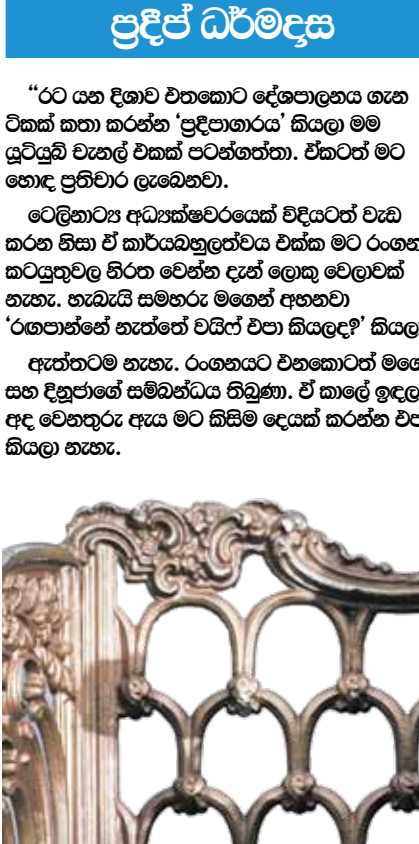 ප්‍රදීප් ධර්මදාස
“රට යන දිශාව එතකොට දේශපාලනය ගැන
ටිකක් කතා කරන්න ‘ප්‍රදීපාගාරය’ කියලා මම
යූටියුබ් චැනල් එකක් පටන්ගත්තා. ඒකටත් මට
හොඳ ප්‍රතිචාර ලැබෙනවා.
ටෙලිනාට්‍ය අධ්‍යක්ෂවරයෙක් විදියටත් වැඩ
කරන නිසා ඒ කාර්යබහුලත්වය එක්ක මට රංගන
කටයුතුවල නිරත වෙන්න දැන් ලොකු වෙලාවක්
නැහැ. හැබැයි සමහරු මගෙන් අහනවා
‘රඟපාන්නේ නැත්තේ වයිෆ් එපා කියලද?’ කියල
ඇත්තටම නැහැ. රංගනයට එනකොටත් මගෙ
සහ දිනූජාගේ සම්බන්ධය තිබුණා. ඒ කාලේ ඉඳල
අද වෙනතුරු ඇය මට කිසිම දෙයක් කරන්න එප
කියලා නැහැ.